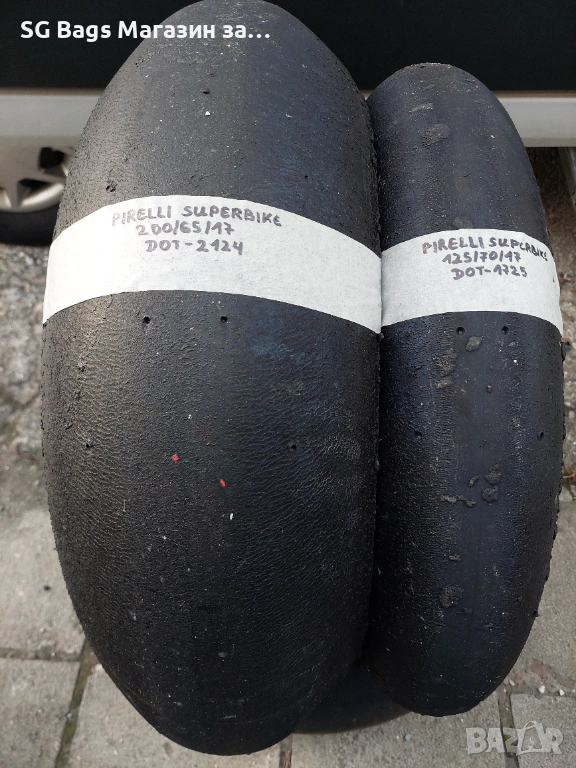 SG Bags Магазин за...
PIRELLI SUPERBIKE
200/65/17
DOT-2124
PIRELLI SUPERBIKE
125/70/17
DOT-1725
BAZAR